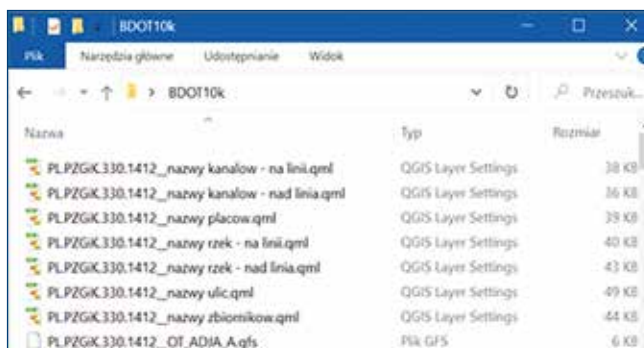 BDOT10k
Plik Narzędzia główne Udostępnianie Widok
BDOT10k Przeszuk...
Nazwa Typ Rozmiar
PL.PZGiK.330.1412__nazwy kanalow - na linii.qml QGIS Layer Settings 38 KB
PL.PZGiK.330.1412__nazwy kanalow - nad linia.qml QGIS Layer Settings 36 KB
PL.PZGiK.330.1412__nazwy placow.qml QGIS Layer Settings 39 KB
PL.PZGiK.330.1412__nazwy rzek - na linii.qml QGIS Layer Settings 40 KB
PL.PZGiK.330.1412__nazwy rzek - nad linia.qml QGIS Layer Settings 43 KB
PL.PZGiK.330.1412__nazwy ulic.qml QGIS Layer Settings 49 KB
PL.PZGiK.330.1412__nazwy zbiornikow.qml QGIS Layer Settings 44 KB
PL.PZGiK.330.1412__OT_ADJA_A.gfs Plik GFS 6 KB